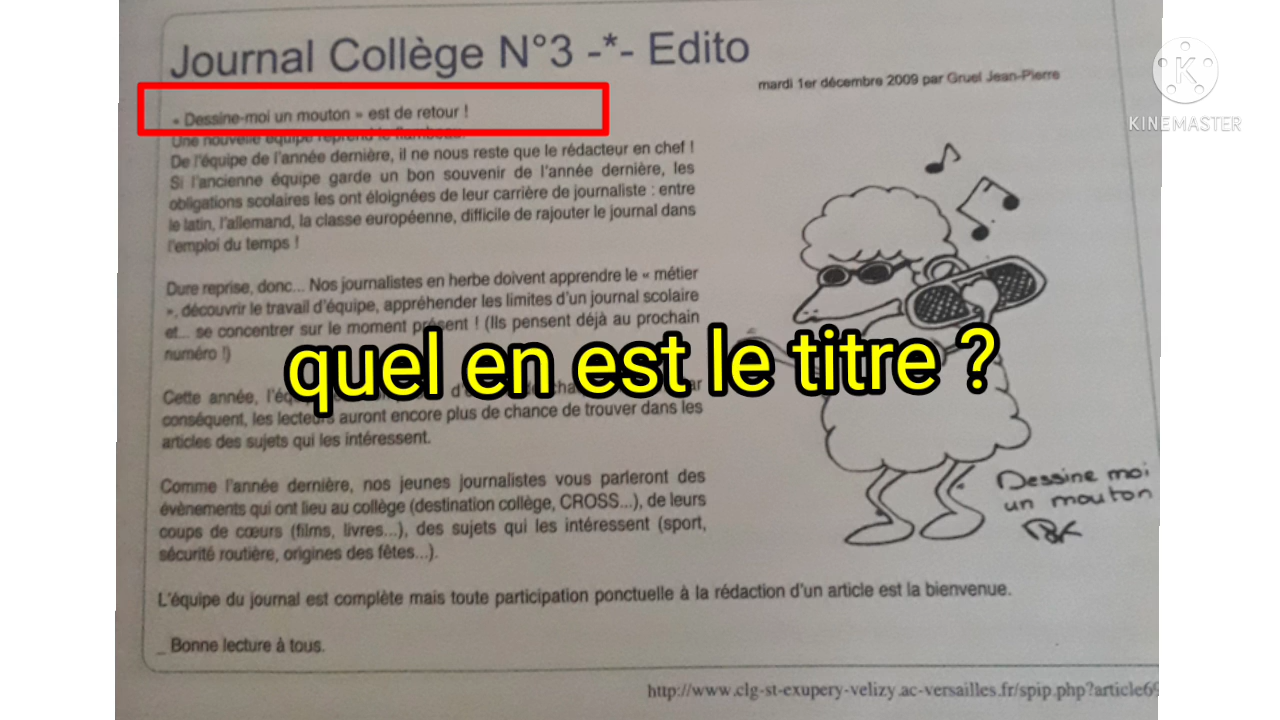 Journal Collège N°3 -*- Edito
mardi 1er décembre 2009 par Gruel Jean-Pierre
KINEMASTER
« Dessine-moi un mouton » est de retour !
Une nouvelle équipe reprend le flambeau.
De l'équipe de l'année dernière, il ne nous reste que le rédacteur en chef !
Si l'ancienne équipe garde un bon souvenir de l'année dernière, les
obligations scolaires les ont éloignées de leur carrière de journaliste : entre
le latin, l'allemand, la classe européenne, difficile de rajouter le journal dans
l'emploi du temps !
Dure reprise, donc... Nos journalistes en herbe doivent apprendre le « métier
», découvrir le travail d'équipe, appréhender les limites d'un journal scolaire
et... se concentrer sur le moment présent ! (Ils pensent déjà au prochain
numéro !)
quel en est le titre ?
Cette année,
conséquent, les lecteurs auront encore plus de chance de trouver dans les
articles des sujets qui les intéressent.
Comme l'année dernière, nos jeunes journalistes vous parleront des
évènements qui ont lieu au collège (destination collège, CROSS...), de leurs
coups de cœurs (films, livres...), des sujets qui les intéressent (sport,
sécurité routière, origines des fêtes...).
Dessine moi
un mouton
L'équipe du journal est complète mais toute participation ponctuelle à la rédaction d'un article est la bienvenue.
_ Bonne lecture à tous.
http://www.clg-st-exupery-velizy.ac-versailles.fr/spip.php?article69